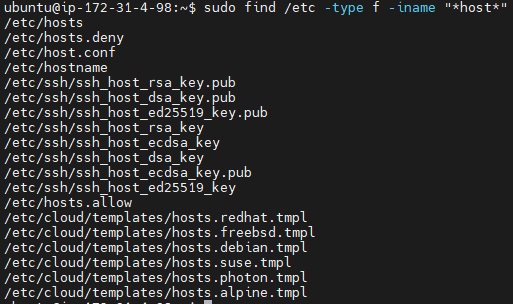 ubuntu@ip-172-31-4-98:~$ sudo find /etc -type f -iname "*host*"
/etc/hosts
/etc/hosts.deny
/etc/host.conf
/etc/hostname
/etc/ssh/ssh_host_rsa_key.pub
/etc/ssh/ssh_host_dsa_key.pub
/etc/ssh/ssh_host_ed25519_key.pub
/etc/ssh/ssh_host_rsa_key
/etc/ssh/ssh_host_ecdsa_key
/etc/ssh/ssh_host_dsa_key
/etc/ssh/ssh_host_ecdsa_key.pub
/etc/ssh/ssh_host_ed25519_key
/etc/hosts.allow
/etc/cloud/templates/hosts.redhat.tmpl
/etc/cloud/templates/hosts.freebsd.tmpl
/etc/cloud/templates/hosts.debian.tmpl
/etc/cloud/templates/hosts.suse.tmpl
/etc/cloud/templates/hosts.photon.tmpl
/etc/cloud/templates/hosts.alpine.tmpl